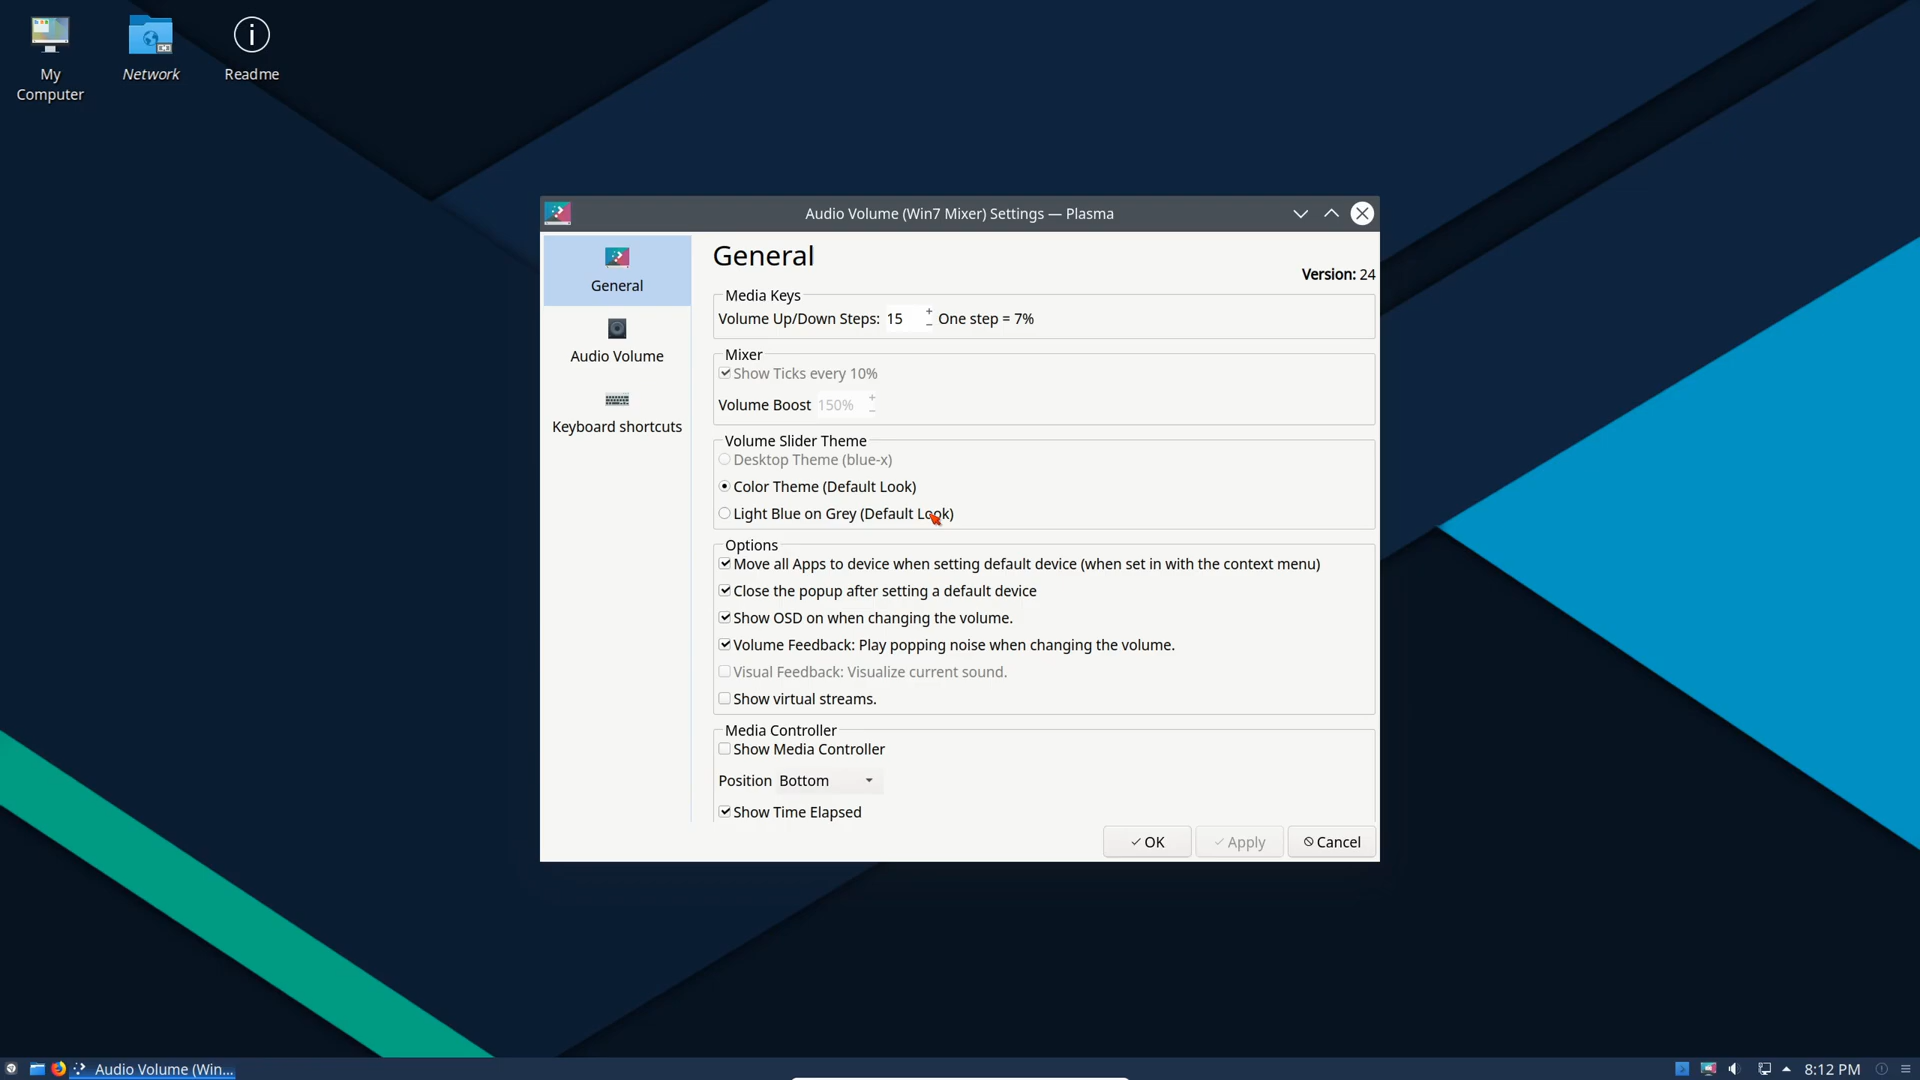 My Computer
Network
Readme
Audio Volume (Win7 Mixer) Settings — Plasma
General
Audio Volume
Keyboard shortcuts
General
Version: 24
Media Keys
Volume Up/Down Steps: 15 + − One step = 7%
Mixer
Show Ticks every 10%
Volume Boost 150% + −
Volume Slider Theme
Desktop Theme (blue-x)
Color Theme (Default Look)
Light Blue on Grey (Default Look)
Options
Move all Apps to device when setting default device (when set in with the context menu)
Close the popup after setting a default device
Show OSD on when changing the volume.
Volume Feedback: Play popping noise when changing the volume.
Visual Feedback: Visualize current sound.
Show virtual streams.
Media Controller
Show Media Controller
Position Bottom
Show Time Elapsed
OK Apply Cancel
Audio Volume (Win...
8:12 PM